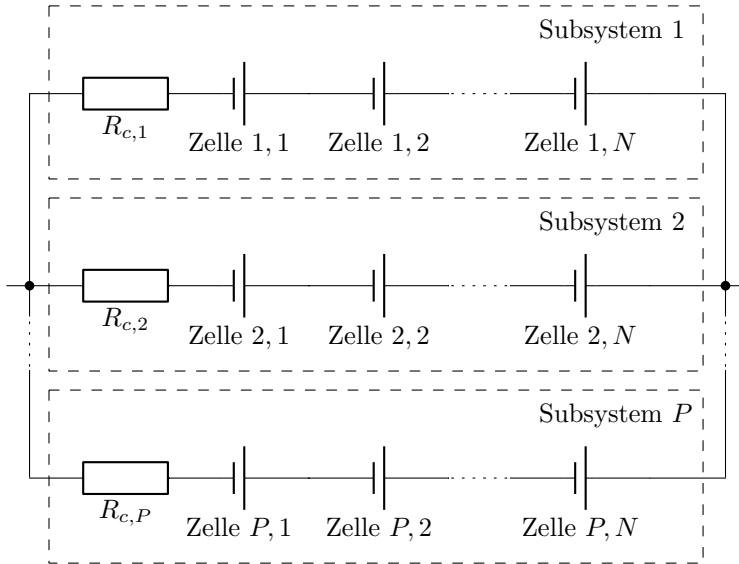 Subsystem 1
R_{c,1} Zelle 1, 1 Zelle 1, 2 Zelle 1, N
Subsystem 2
R_{c,2} Zelle 2, 1 Zelle 2, 2 Zelle 2, N
Subsystem P
R_{c,P} Zelle P, 1 Zelle P, 2 Zelle P, N